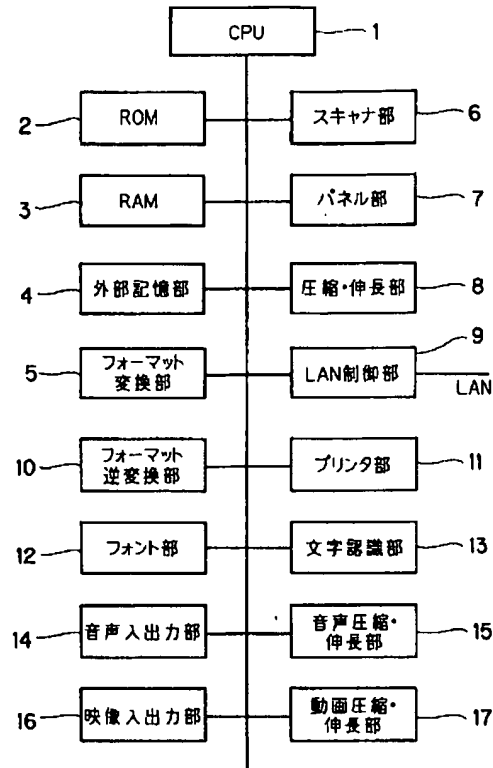 CPU
1
2
ROM
スキャナ部
6
3
RAM
パネル部
7
4
外部記憶部
圧縮・伸長部
8
5
フォーマット
変換部
LAN制御部
9
LAN
10
フォーマット
逆変換部
プリンタ部
11
12
フォント部
文字認識部
13
14
音声入出力部
音声圧縮・
伸長部
15
16
映像入出力部
動画圧縮・
伸長部
17